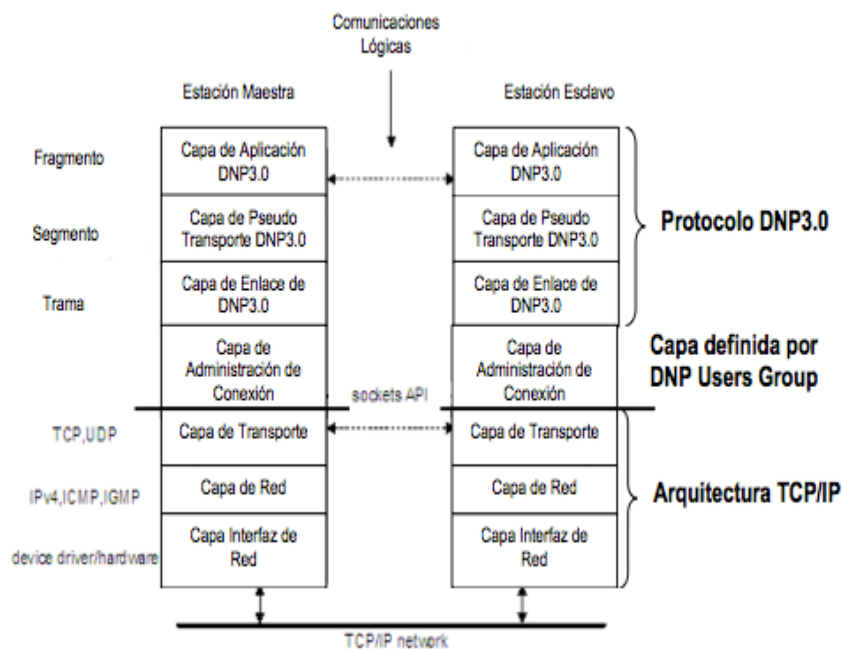 Comunicaciones
Lógicas
Estación Maestra
Estación Esclavo
Fragmento
Capa de Aplicación
DNP3.0
Capa de Aplicación
DNP3.0
Segmento
Capa de Pseudo
Transporte DNP3.0
Capa de Pseudo
Transporte DNP3.0
Protocolo DNP3.0
Trama
Capa de Enlace de
DNP3.0
Capa de Enlace de
DNP3.0
Capa de
Administración de
Conexión
Capa de
Administración de
Conexión
Capa definida por
DNP Users Group
sockets API
TCP,UDP
Capa de Transporte
Capa de Transporte
IPv4,ICMP,IGMP
Capa de Red
Capa de Red
Arquitectura TCP/IP
device driver/hardware
Capa Interfaz de
Red
Capa Interfaz de
Red
TCP/IP network